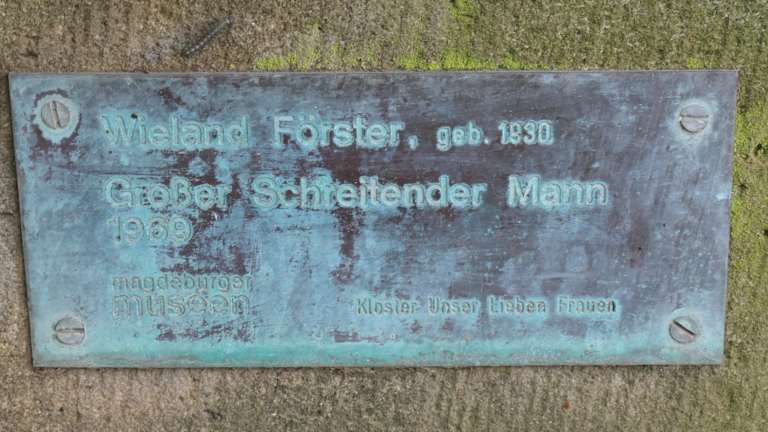 Wieland Förster, geb. 1930
Großer Schreitender Mann
1969
magdeburger
museen
Kloster Unser Lieben Frauen